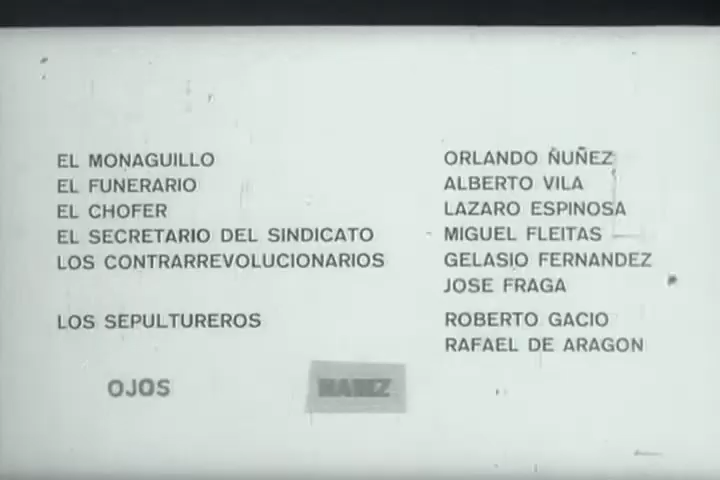 EL MONAGUILLO ORLANDO ÑUÑEZ
EL FUNERARIO ALBERTO VILA
EL CHOFER LAZARO ESPINOSA
EL SECRETARIO DEL SINDICATO MIGUEL FLEITAS
LOS CONTRARREVOLUCIONARIOS GELASIO FERNANDEZ
JOSE FRAGA
LOS SEPULTUREROS ROBERTO GACIO
RAFAEL DE ARAGON
OJOS NARIZ